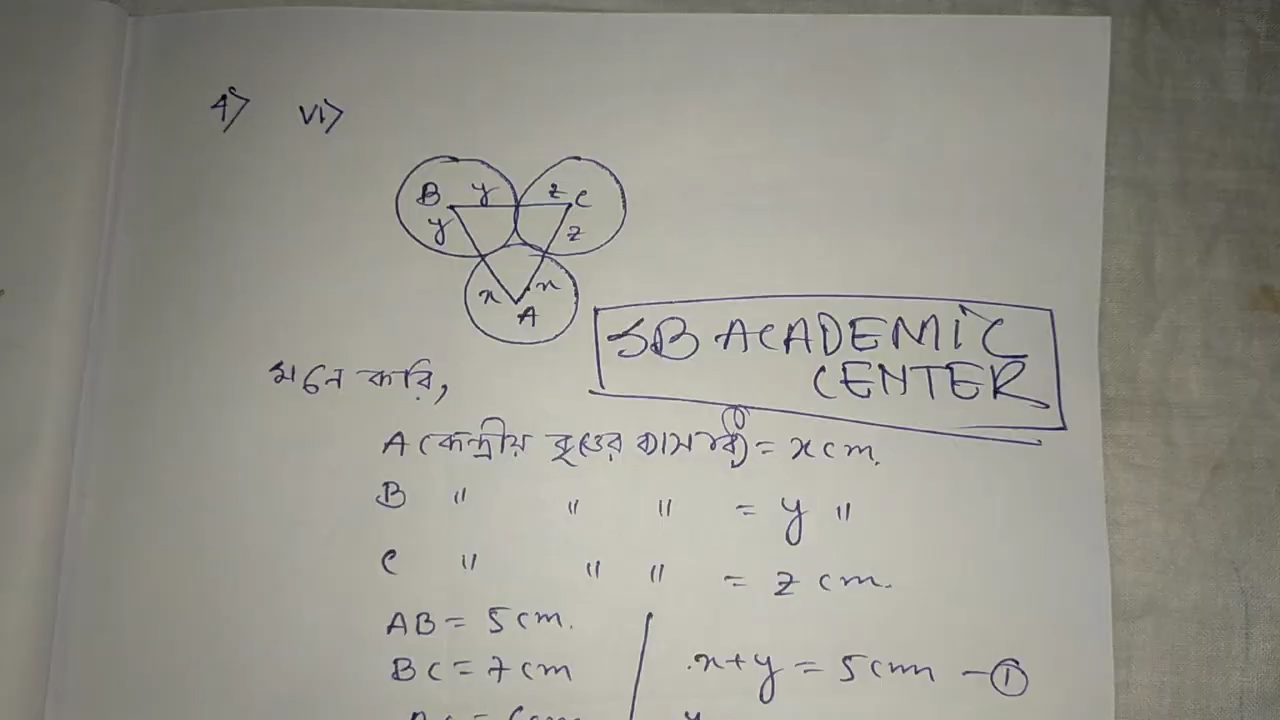 4) VI)
B y z C
y z
x x
A
SB ACADEMIC
CENTER
মনে করি,
A কেন্দ্রীয় বৃত্তের ব্যাসার্ধ = x cm.
B " " " = y "
C " " " = z cm.
AB = 5 cm.
BC = 7 cm x + y = 5 cm — ①